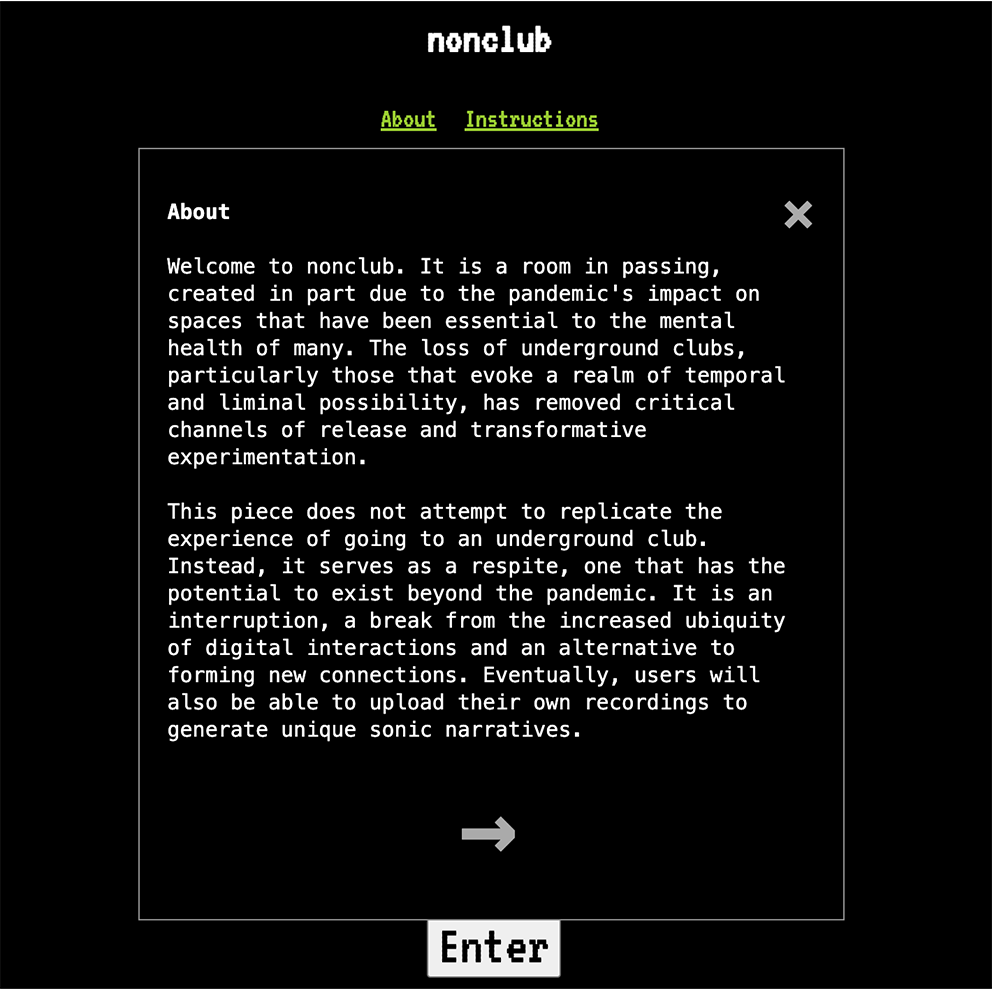 nonclub
About Instructions
About
Welcome to nonclub. It is a room in passing,
created in part due to the pandemic's impact on
spaces that have been essential to the mental
health of many. The loss of underground clubs,
particularly those that evoke a realm of temporal
and liminal possibility, has removed critical
channels of release and transformative
experimentation.
This piece does not attempt to replicate the
experience of going to an underground club.
Instead, it serves as a respite, one that has the
potential to exist beyond the pandemic. It is an
interruption, a break from the increased ubiquity
of digital interactions and an alternative to
forming new connections. Eventually, users will
also be able to upload their own recordings to
generate unique sonic narratives.
Enter